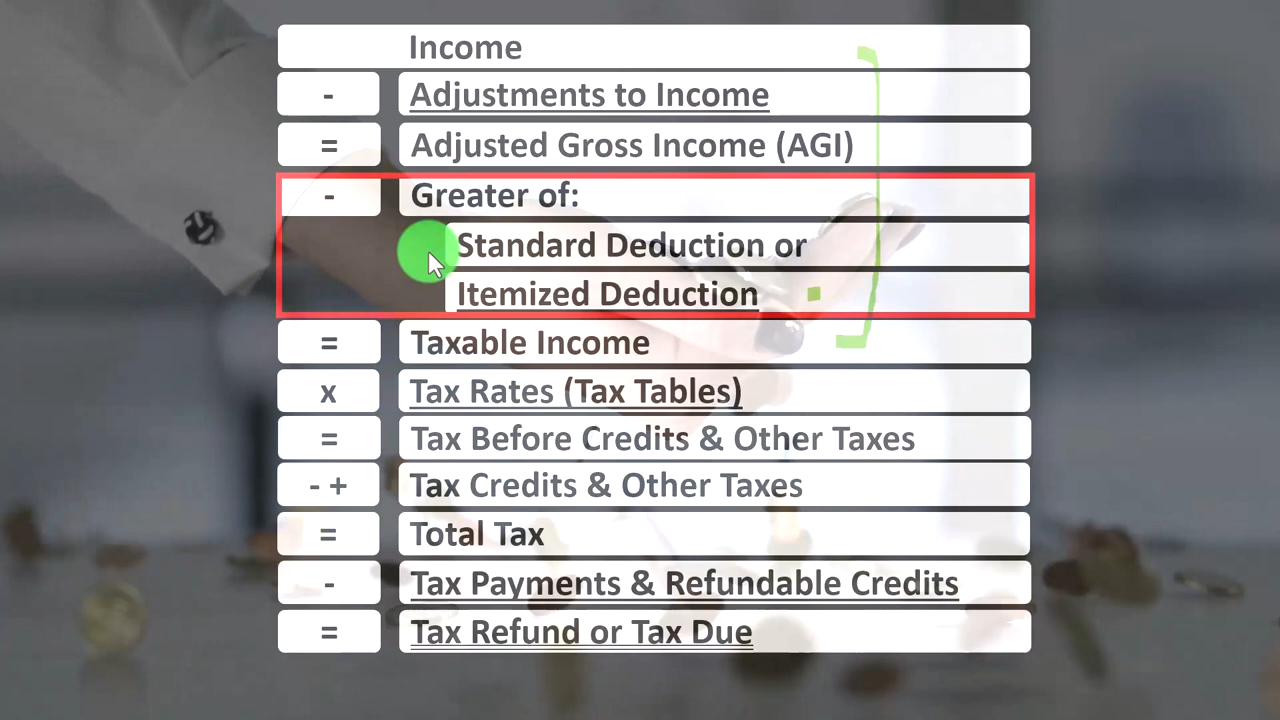 Income
- Adjustments to Income
= Adjusted Gross Income (AGI)
- Greater of:
Standard Deduction or
Itemized Deduction
= Taxable Income
x Tax Rates (Tax Tables)
= Tax Before Credits & Other Taxes
- + Tax Credits & Other Taxes
= Total Tax
- Tax Payments & Refundable Credits
= Tax Refund or Tax Due